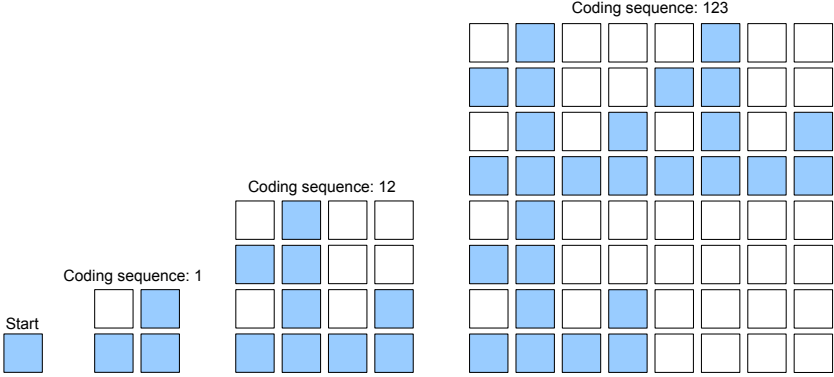 Coding sequence: 123
Coding sequence: 12
Coding sequence: 1
Start